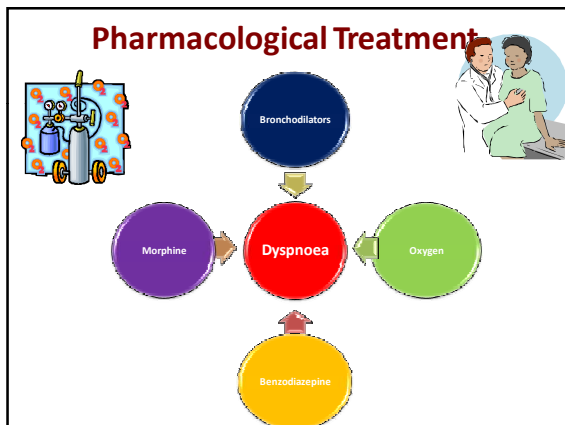 Pharmacological Treatment
Bronchodilators
Morphine
Dyspnoea
Oxygen
Benzodiazepine